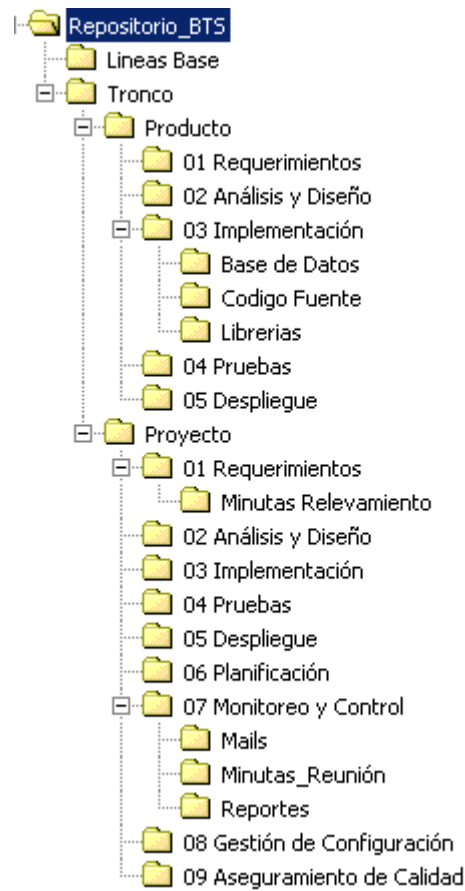 Repositorio_BTS
Lineas Base
Tronco
Producto
01 Requerimientos
02 Análisis y Diseño
03 Implementación
Base de Datos
Codigo Fuente
Librerias
04 Pruebas
05 Despliegue
Proyecto
01 Requerimientos
Minutas Relevamiento
02 Análisis y Diseño
03 Implementación
04 Pruebas
05 Despliegue
06 Planificación
07 Monitoreo y Control
Mails
Minutas_Reunión
Reportes
08 Gestión de Configuración
09 Aseguramiento de Calidad